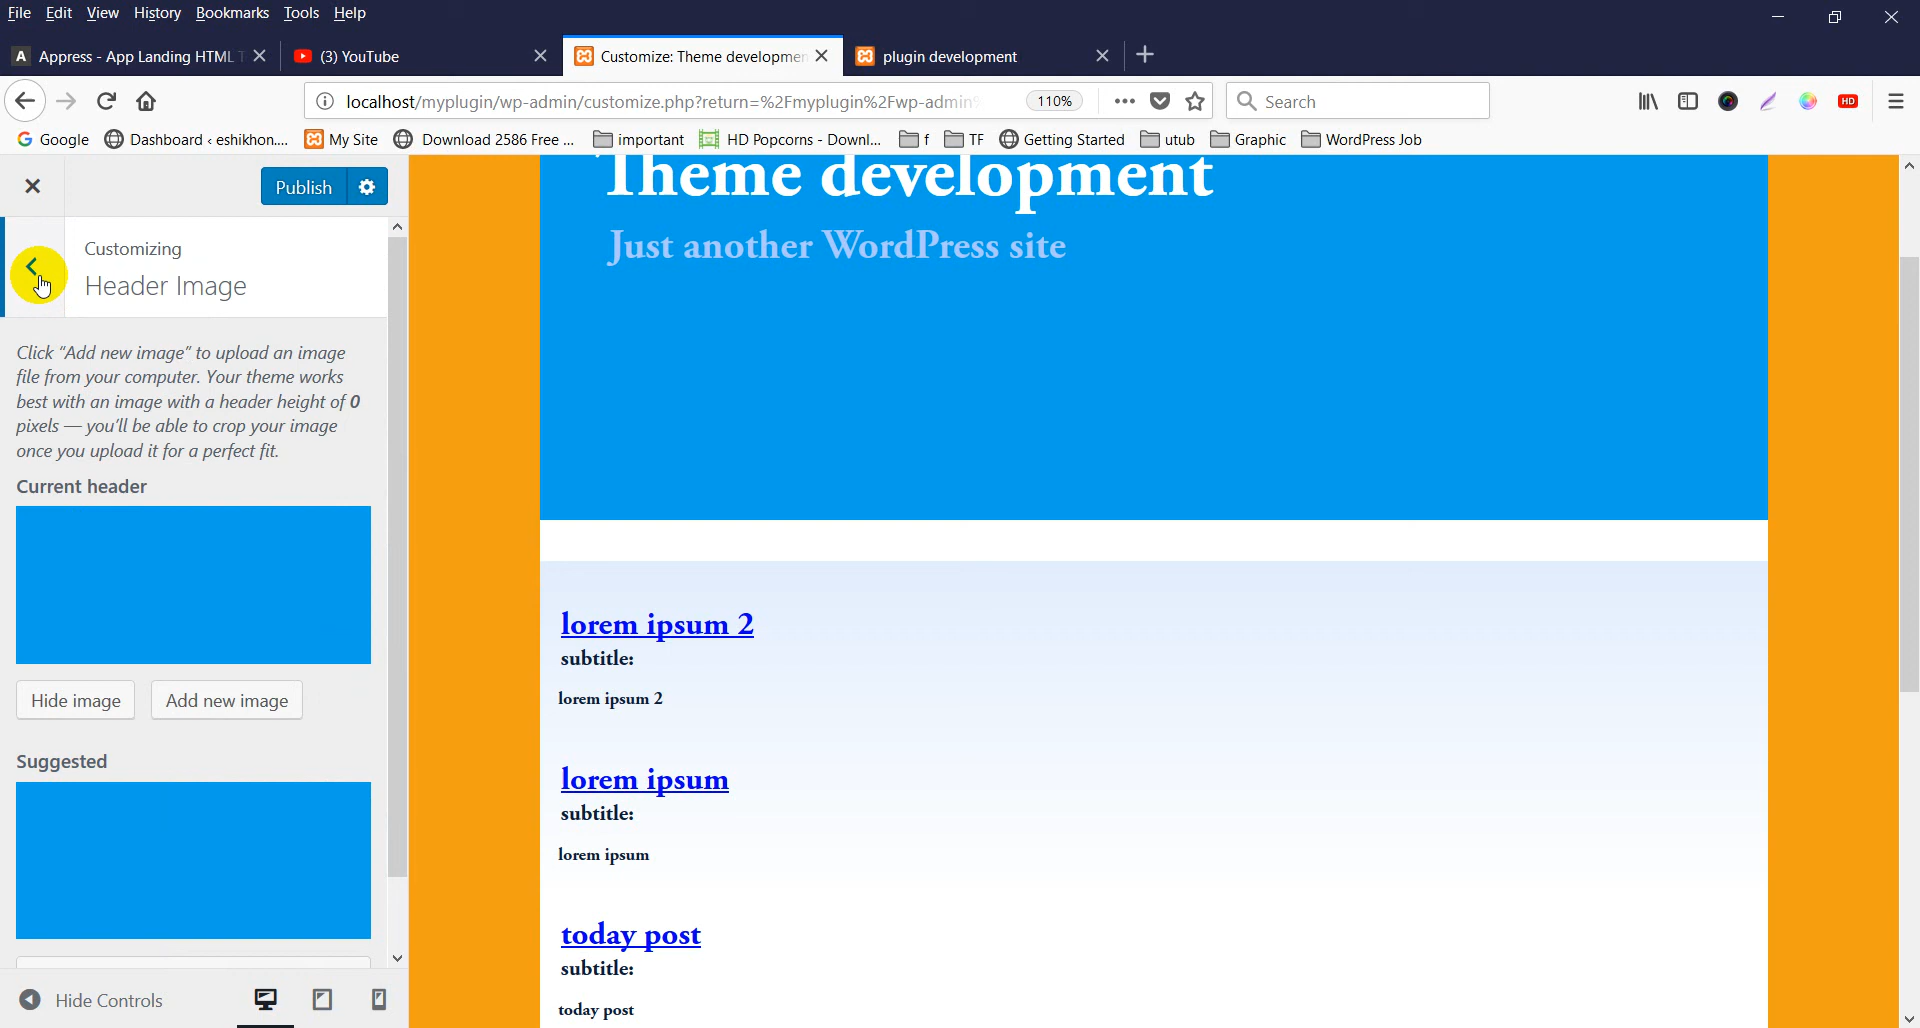 File Edit View History Bookmarks Tools Help
A Appress - App Landing HTML
(3) YouTube
Customize: Theme developmen
plugin development
localhost/myplugin/wp-admin/customize.php?return=%2Fmyplugin%2Fwp-admin%
110%
Search
HD
Google Dashboard < eshikhon.... My Site Download 2586 Free ... important HD Popcorns - Downl... f TF Getting Started utub Graphic WordPress Job
Publish
Customizing
Header Image
Click “Add new image” to upload an image
file from your computer. Your theme works
best with an image with a header height of 0
pixels — you’ll be able to crop your image
once you upload it for a perfect fit.
Current header
Hide image
Add new image
Suggested
Hide Controls
Theme development
Just another WordPress site
lorem ipsum 2
subtitle:
lorem ipsum 2
lorem ipsum
subtitle:
lorem ipsum
today post
subtitle:
today post